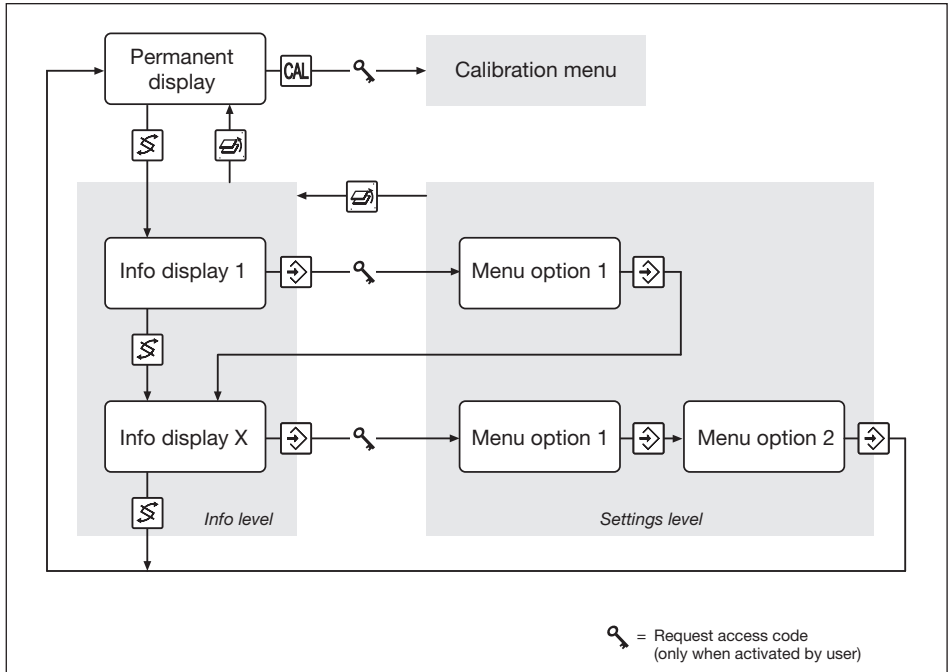 Permanent
display
CAL
Calibration menu
Info display 1
Menu option 1
Info display X
Menu option 1
Menu option 2
Info level
Settings level
= Request access code
(only when activated by user)